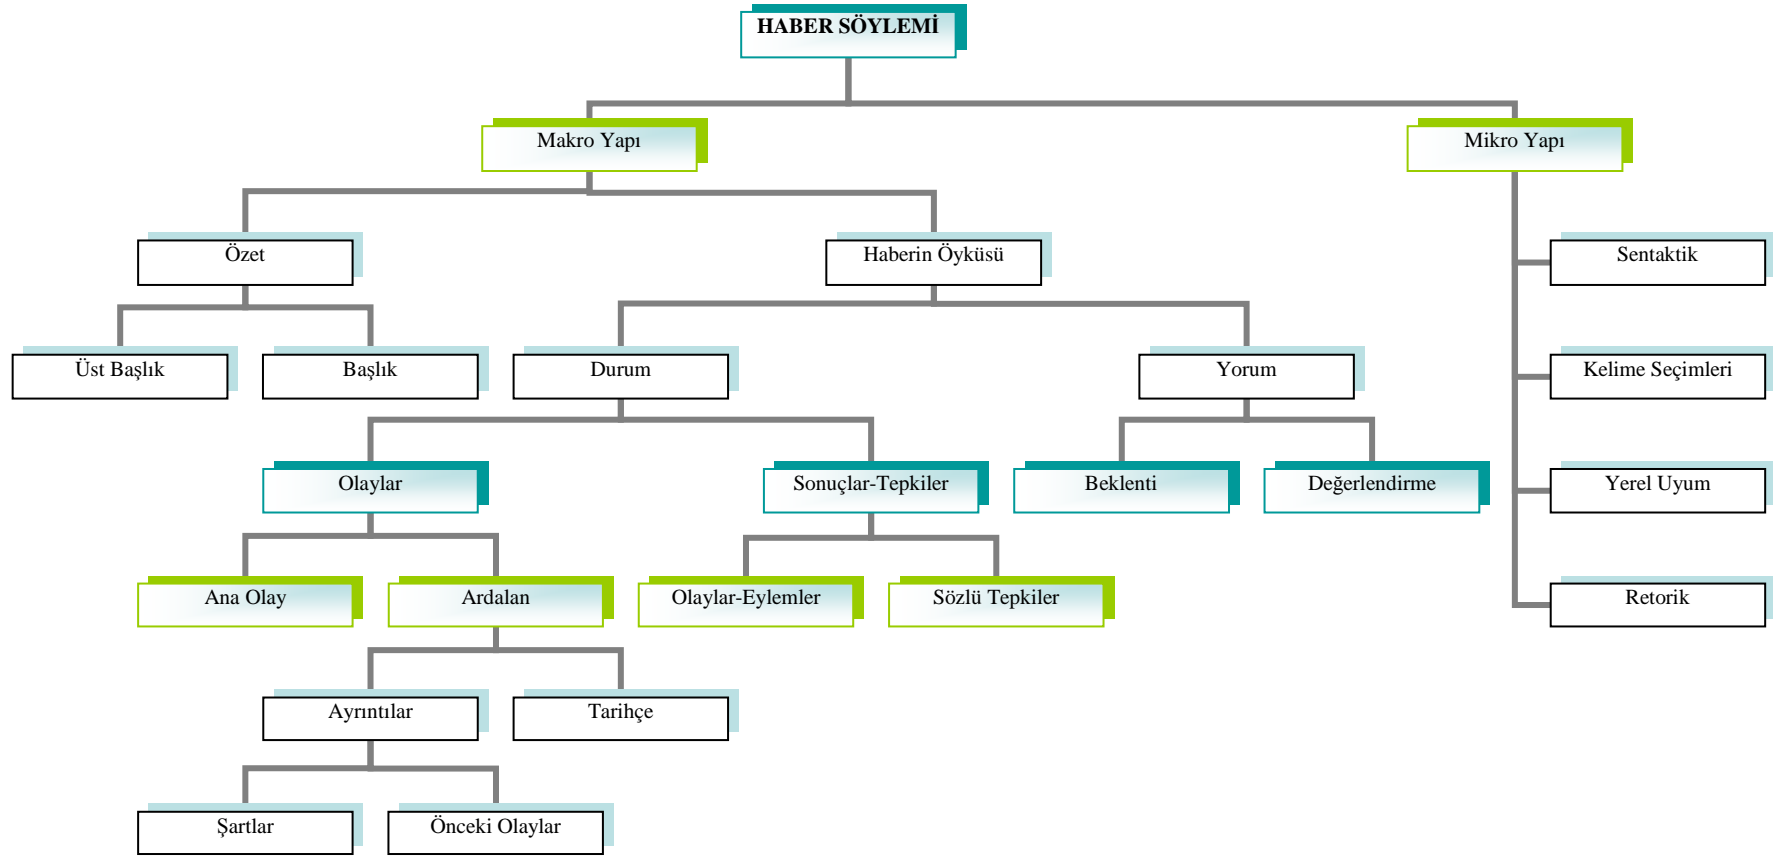 HABER SÖYLEMİ
Makro Yapı
Mikro Yapı
Özet
Haberin Öyküsü
Sentaktik
Üst Başlık
Başlık
Durum
Yorum
Kelime Seçimleri
Olaylar
Sonuçlar-Tepkiler
Beklenti
Değerlendirme
Yerel Uyum
Ana Olay
Ardalan
Olaylar-Eylemler
Sözlü Tepkiler
Retorik
Ayrıntılar
Tarihçe
Şartlar
Önceki Olaylar